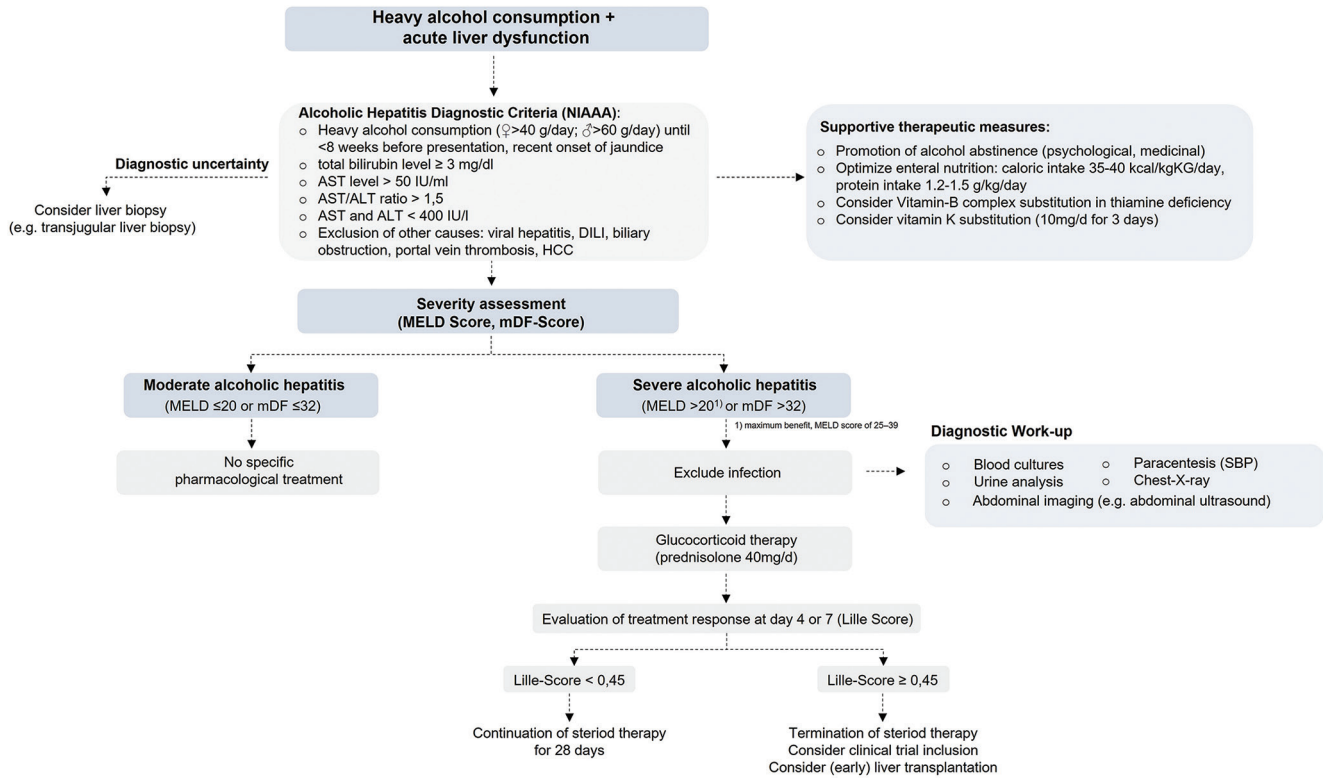 Heavy alcohol consumption +
acute liver dysfunction
Alcoholic Hepatitis Diagnostic Criteria (NIAAA):
○ Heavy alcohol consumption (♀>40 g/day; ♂>60 g/day) until
<8 weeks before presentation, recent onset of jaundice
○ total bilirubin level ≥ 3 mg/dl
○ AST level > 50 IU/ml
○ AST/ALT ratio > 1,5
○ AST and ALT < 400 IU/l
○ Exclusion of other causes: viral hepatitis, DILI, biliary
obstruction, portal vein thrombosis, HCC
Diagnostic uncertainty
Consider liver biopsy
(e.g. transjugular liver biopsy)
Supportive therapeutic measures:
○ Promotion of alcohol abstinence (psychological, medicinal)
○ Optimize enteral nutrition: caloric intake 35-40 kcal/kgKG/day,
protein intake 1.2-1.5 g/kg/day
○ Consider Vitamin-B complex substitution in thiamine deficiency
○ Consider vitamin K substitution (10mg/d for 3 days)
Severity assessment
(MELD Score, mDF-Score)
Moderate alcoholic hepatitis
(MELD ≤20 or mDF ≤32)
No specific
pharmacological treatment
Severe alcoholic hepatitis
(MELD >20¹⁾ or mDF >32)
1) maximum benefit, MELD score of 25–39
Exclude infection
Diagnostic Work-up
○ Blood cultures ○ Paracentesis (SBP)
○ Urine analysis ○ Chest-X-ray
○ Abdominal imaging (e.g. abdominal ultrasound)
Glucocorticoid therapy
(prednisolone 40mg/d)
Evaluation of treatment response at day 4 or 7 (Lille Score)
Lille-Score < 0,45
Continuation of steriod therapy
for 28 days
Lille-Score ≥ 0,45
Termination of steriod therapy
Consider clinical trial inclusion
Consider (early) liver transplantation